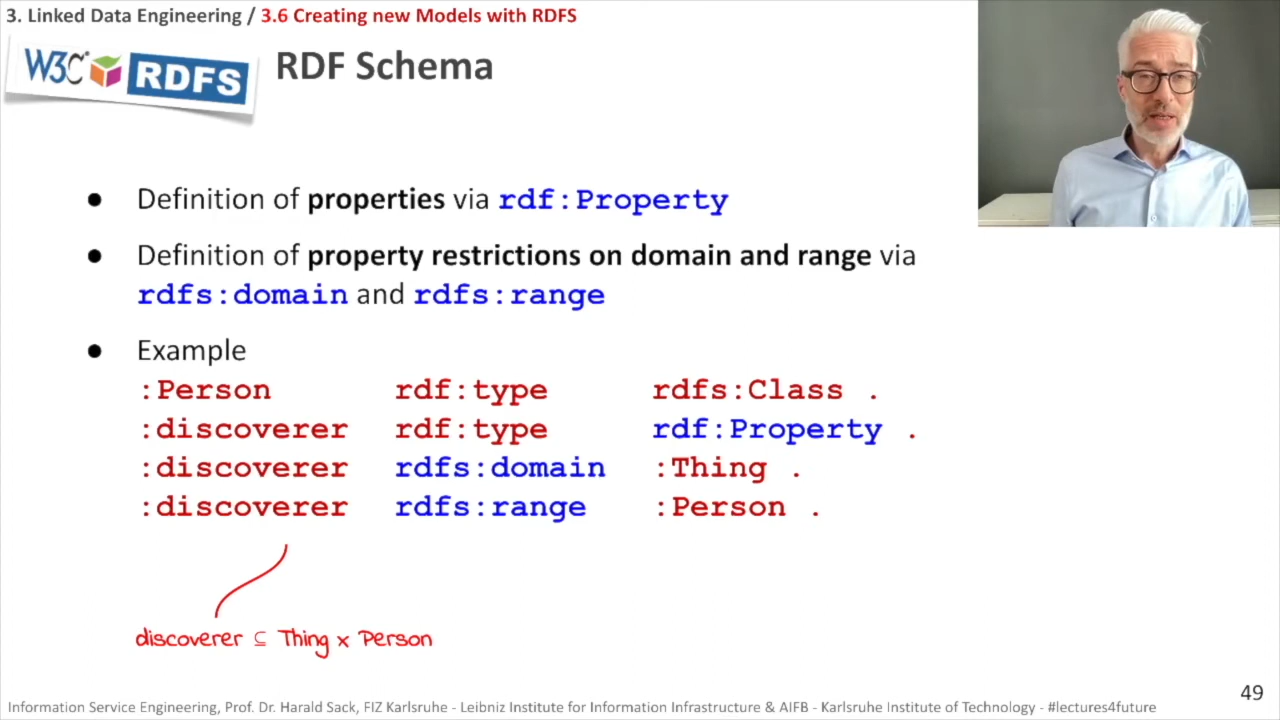 3. Linked Data Engineering / 3.6 Creating new Models with RDFS
W3C RDFS
RDF Schema
● Definition of properties via rdf:Property
● Definition of property restrictions on domain and range via
rdfs:domain and rdfs:range
● Example
:Person rdf:type rdfs:Class .
:discoverer rdf:type rdf:Property .
:discoverer rdfs:domain :Thing .
:discoverer rdfs:range :Person .
discoverer ⊆ Thing x Person
49
Information Service Engineering, Prof. Dr. Harald Sack, FIZ Karlsruhe - Leibniz Institute for Information Infrastructure & AIFB - Karlsruhe Institute of Technology - #lectures4future